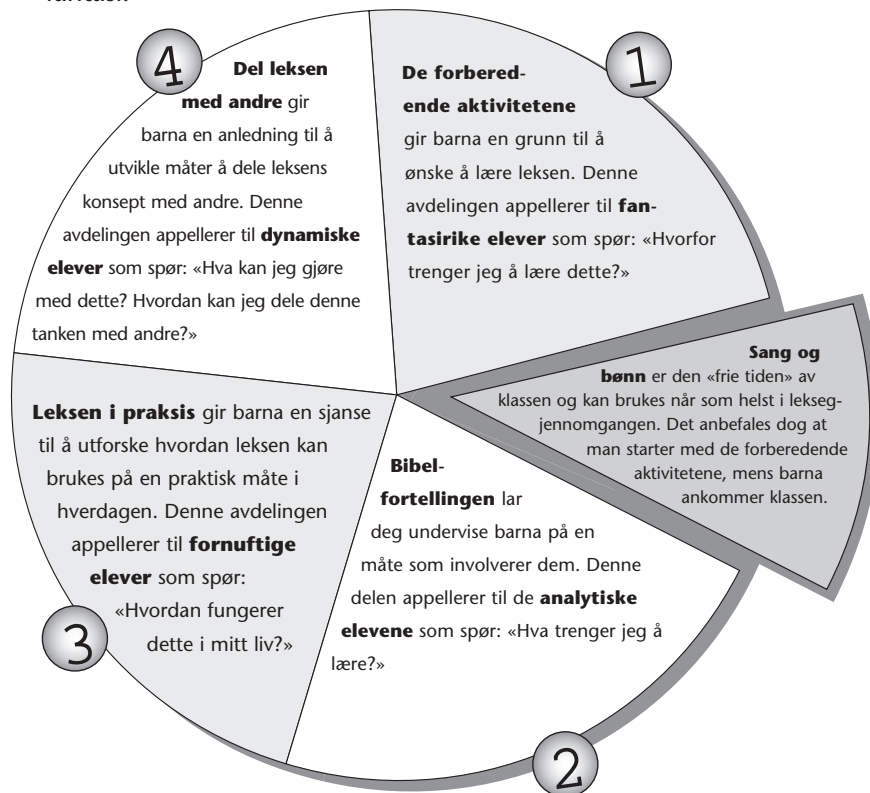 1
De forbered-
ende aktivitetene
gir barna en grunn til å
ønske å lære leksen. Denne
avdelingen appellerer til fan-
tasirike elever som spør: «Hvorfor
trenger jeg å lære dette?»
Sang og
bønn er den «frie tiden» av
klassen og kan brukes når som helst i lekseg-
jennomgangen. Det anbefales dog at
man starter med de forberedende
aktivitetene, mens barna
ankommer klassen.
2
Bibel-
fortellingen lar
deg undervise barna på en
måte som involverer dem. Denne
delen appellerer til de analytiske
elevene som spør: «Hva trenger jeg å
lære?»
3
Leksen i praksis gir barna en sjanse
til å utforske hvordan leksen kan
brukes på en praktisk måte i
hverdagen. Denne avdelingen
appellerer til fornuftige
elever som spør:
«Hvordan fungerer
dette i mitt liv?»
4
Del leksen
med andre gir
barna en anledning til å
utvikle måter å dele leksens
konsept med andre. Denne
avdelingen appellerer til dynamiske
elever som spør: «Hva kan jeg gjøre
med dette? Hvordan kan jeg dele denne
tanken med andre?»